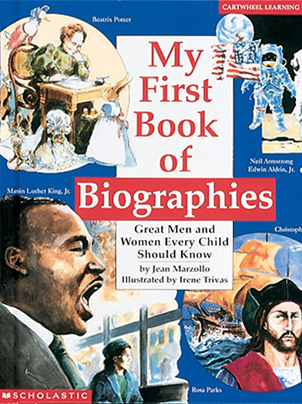 CARTWHEEL LEARNING
Beatrix Potter
My
First
Book
of
Biographies
Neil Armstrong
Edwin Aldrin, Jr.
Martin Luther King, Jr.
Great Men and
Women Every Child
Should Know
by Jean Marzollo
Illustrated by Irene Trivas
Christoph
Rosa Parks
SCHOLASTIC